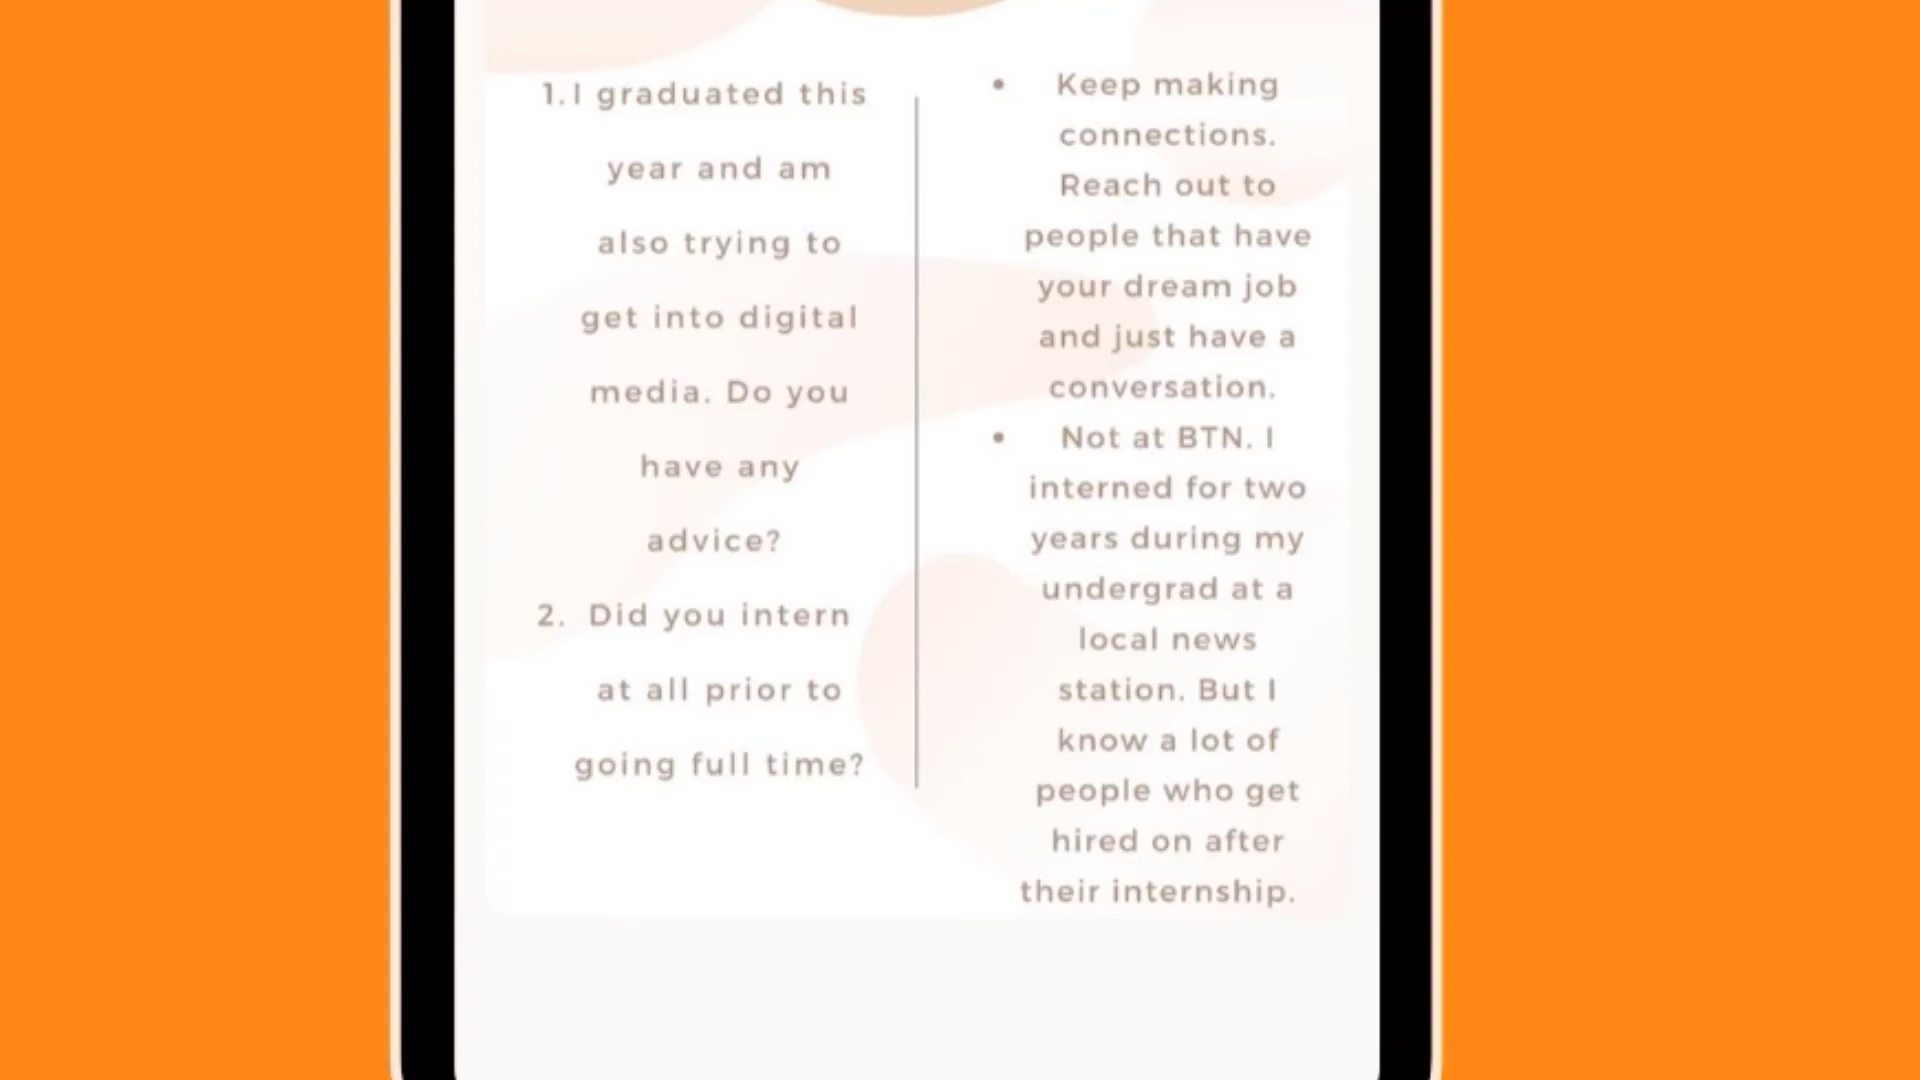 1. I graduated this
year and am
also trying to
get into digital
media. Do you
have any
advice?
2. Did you intern
at all prior to
going full time?
• Keep making
connections.
Reach out to
people that have
your dream job
and just have a
conversation.
• Not at BTN. I
interned for two
years during my
undergrad at a
local news
station. But I
know a lot of
people who get
hired on after
their internship.